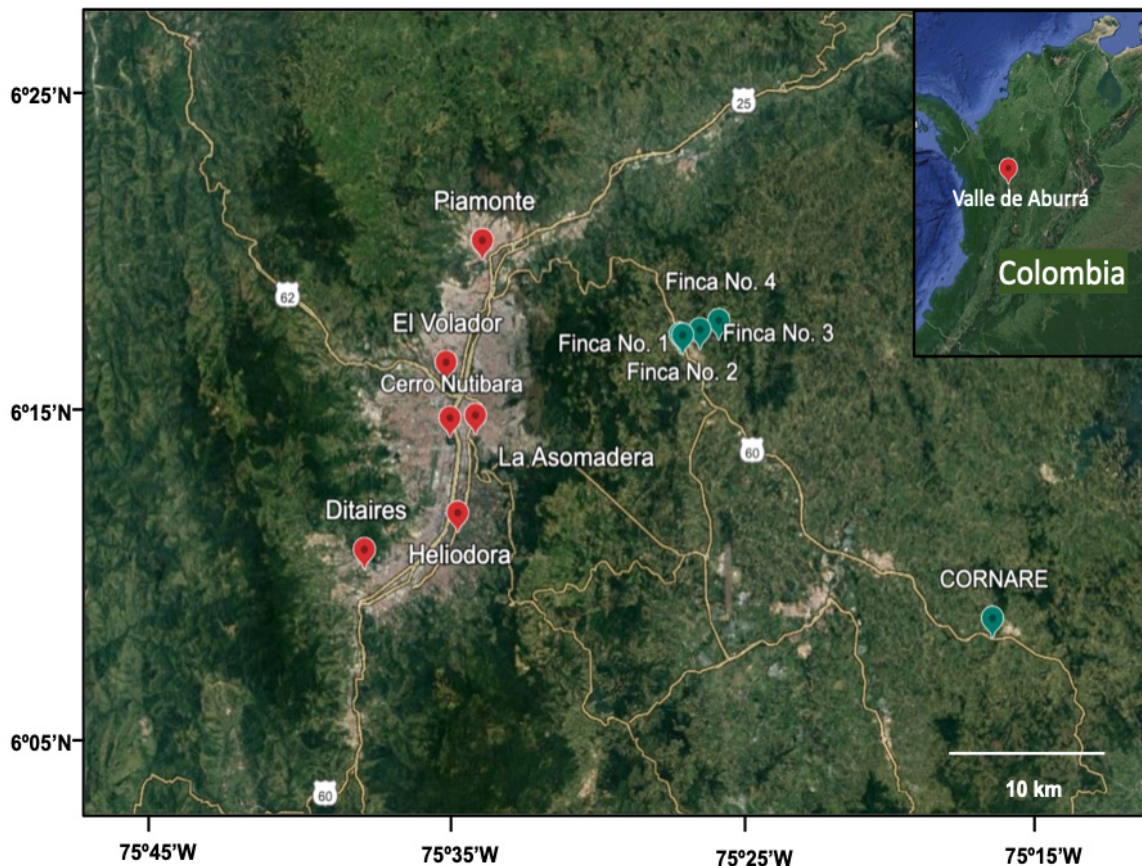 6º25’N
6º15’N
6º05’N
75º45’W
75º35’W
75º25’W
75º15’W
25
62
60
60
Piamonte
El Volador
Cerro Nutibara
La Asomadera
Ditaires
Heliodora
Finca No. 4
Finca No. 1
Finca No. 3
Finca No. 2
CORNARE
10 km
Valle de Aburrá
Colombia